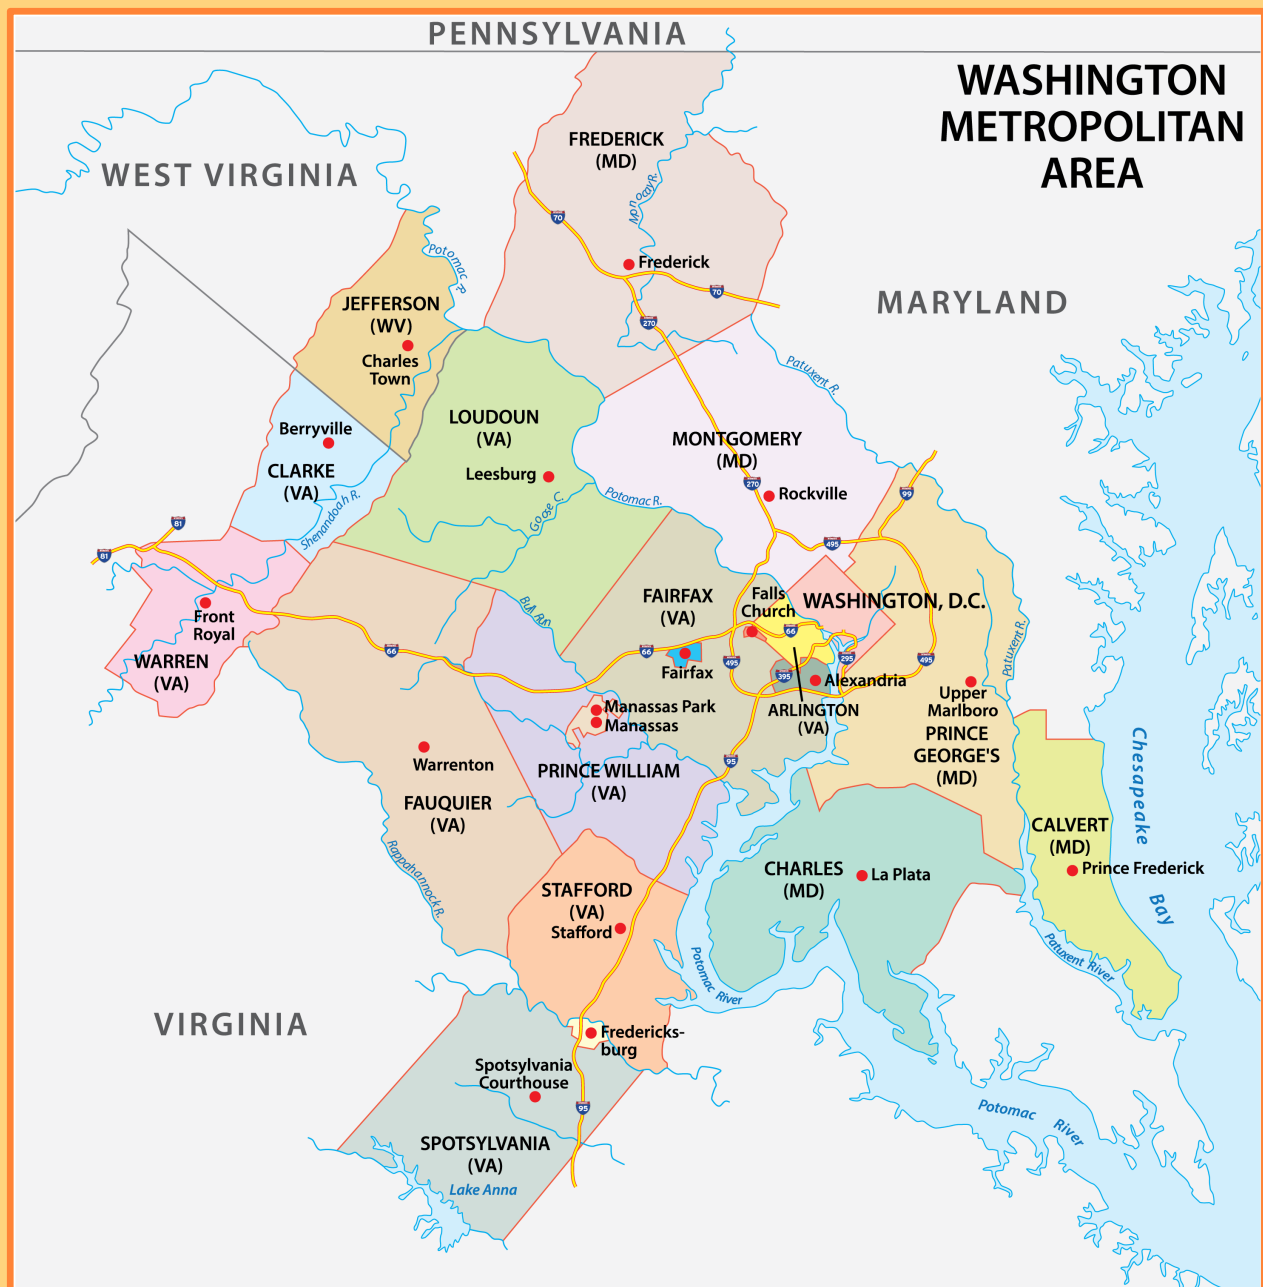 PENNSYLVANIA
WASHINGTON
METROPOLITAN
AREA
FREDERICK
(MD)
WEST VIRGINIA
Monocacy R.
70
Potomac R.
Frederick
70
MARYLAND
JEFFERSON
(WV)
270
Charles
Town
Patuxent R.
LOUDOUN
(VA)
Berryville
MONTGOMERY
(MD)
CLARKE
(VA)
Leesburg
270
Rockville
99
Potomac R.
Goose C.
Shenandoah R.
81
81
495
Bull Run
FAIRFAX
(VA)
Falls
Church
WASHINGTON, D.C.
Front
Royal
66
Patuxent R.
66
66
WARREN
(VA)
495
295
495
Fairfax
395
Alexandria
Upper
Marlboro
Manassas Park
Manassas
ARLINGTON
(VA)
PRINCE
GEORGE'S
(MD)
Warrenton
95
PRINCE WILLIAM
(VA)
Chesapeake
Bay
FAUQUIER
(VA)
CALVERT
(MD)
Prince Frederick
Rappahannock R.
CHARLES
(MD)
La Plata
STAFFORD
(VA)
Stafford
Potomac River
Patuxent River
VIRGINIA
Fredericks-
burg
Spotsylvania
Courthouse
95
Potomac River
SPOTSYLVANIA
(VA)
Lake Anna